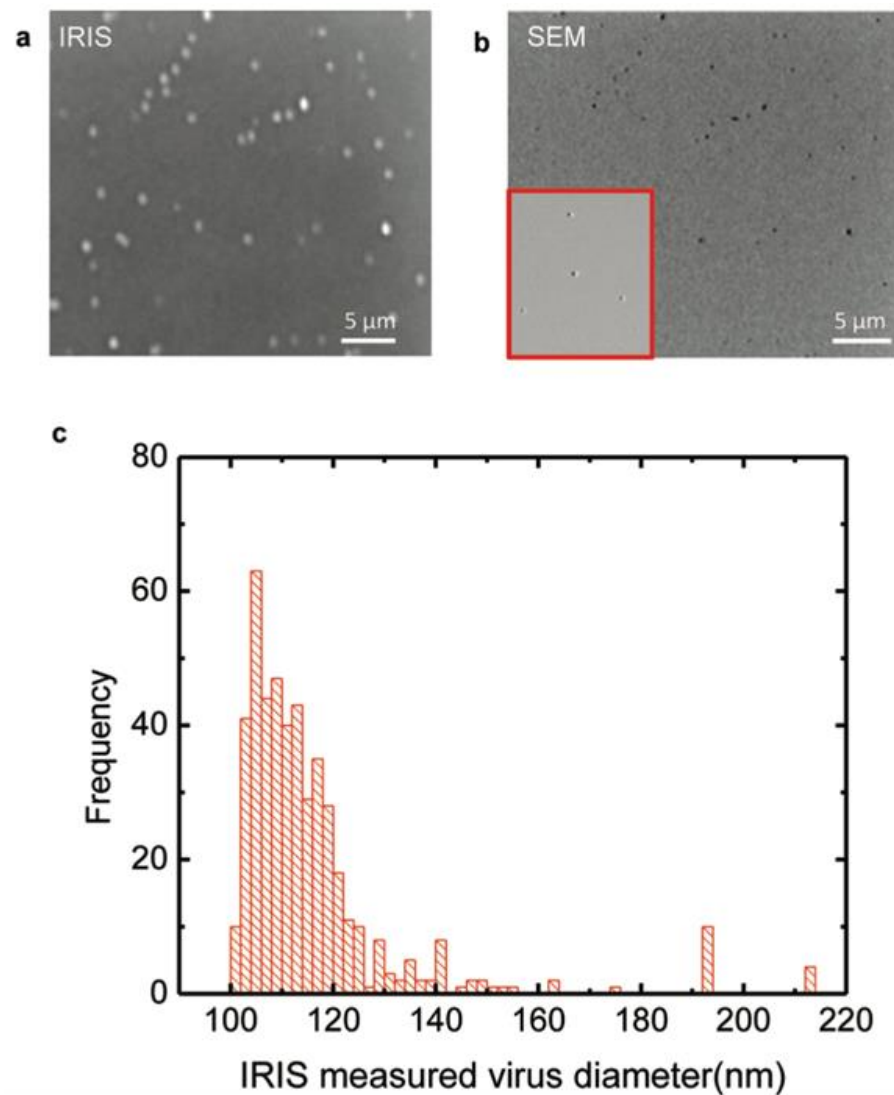 a
IRIS
5 μm
b
SEM
5 μm
c
80
60
40
20
0
Frequency
100 120 140 160 180 200 220
IRIS measured virus diameter(nm)